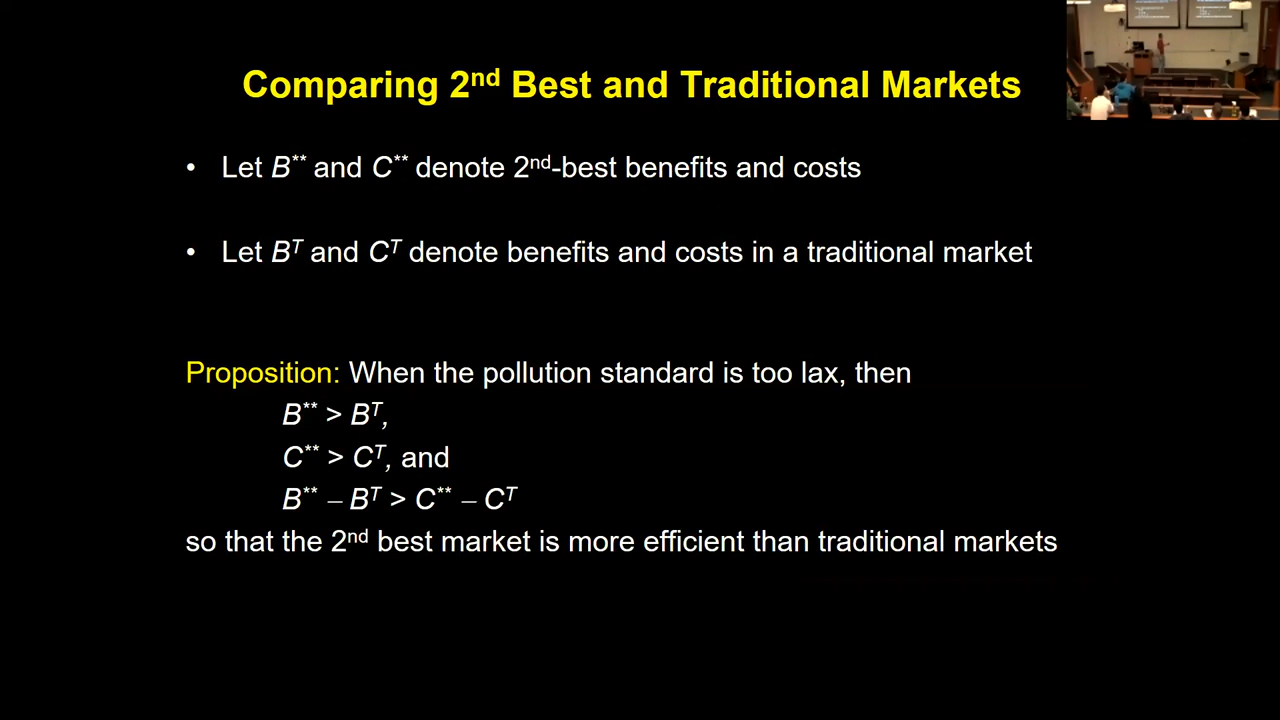 Comparing 2nd Best and Traditional Markets
• Let B** and C** denote 2nd-best benefits and costs
• Let Bᵀ and Cᵀ denote benefits and costs in a traditional market
Proposition: When the pollution standard is too lax, then
B** > Bᵀ,
C** > Cᵀ, and
B** – Bᵀ > C** – Cᵀ
so that the 2nd best market is more efficient than traditional markets